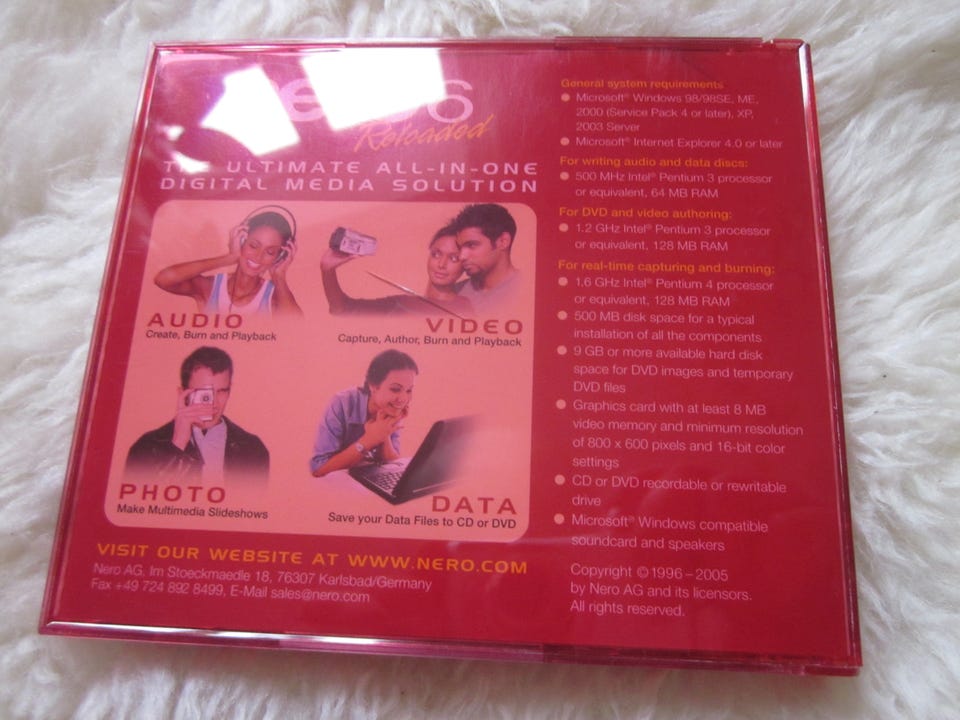 6
Reloaded
ULTIMATE ALL-IN-ONE
DIGITAL MEDIA SOLUTION
AUDIO
Create, Burn and Playback
VIDEO
Capture, Author, Burn and Playback
PHOTO
Make Multimedia Slideshows
DATA
Save your Data Files to CD or DVD
VISIT OUR WEBSITE AT WWW.NERO.COM
Nero AG, Im Stoeckmaedle 18, 76307 Karlsbad/Germany
Fax +49 724 892 8499, E-Mail sales@nero.com
General system requirements
● Microsoft® Windows 98/98SE, ME,
2000 (Service Pack 4 or later), XP,
2003 Server
● Microsoft® Internet Explorer 4.0 or later
For writing audio and data discs:
● 500 MHz Intel® Pentium 3 processor
or equivalent, 64 MB RAM
For DVD and video authoring:
● 1.2 GHz Intel® Pentium 3 processor
or equivalent, 128 MB RAM
For real-time capturing and burning:
● 1.6 GHz Intel® Pentium 4 processor
or equivalent, 128 MB RAM
● 500 MB disk space for a typical
installation of all the components
● 9 GB or more available hard disk
space for DVD images and temporary
DVD files
● Graphics card with at least 8 MB
video memory and minimum resolution
of 800 x 600 pixels and 16-bit color
settings
● CD or DVD recordable or rewritable
drive
● Microsoft® Windows compatible
soundcard and speakers
Copyright © 1996 – 2005
by Nero AG and its licensors.
All rights reserved.